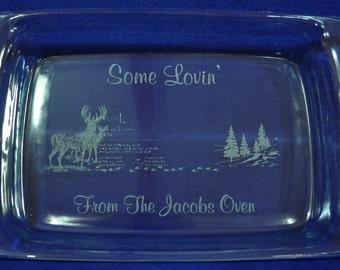 Some Lovin'
From The Jacobs Oven